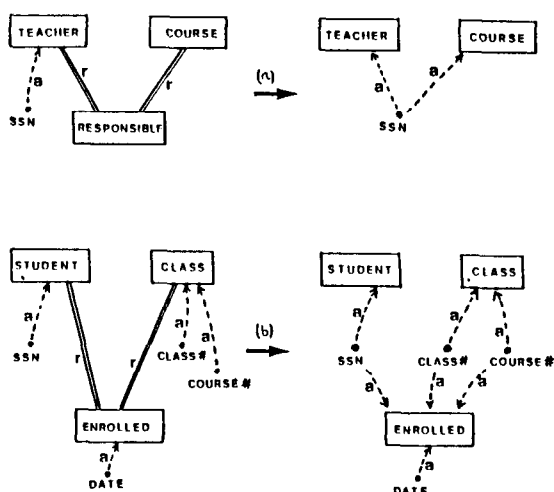 TEACHER COURSE
TEACHER COURSE
a r r (a) a a
SSN
SSN
RESPONSIBLE
STUDENT CLASS
STUDENT CLASS
a r r a a (b) a a a
SSN CLASS# COURSE#
SSN CLASS# COURSE#
a a a
ENROLLED
ENROLLED
a a
DATE
DATE